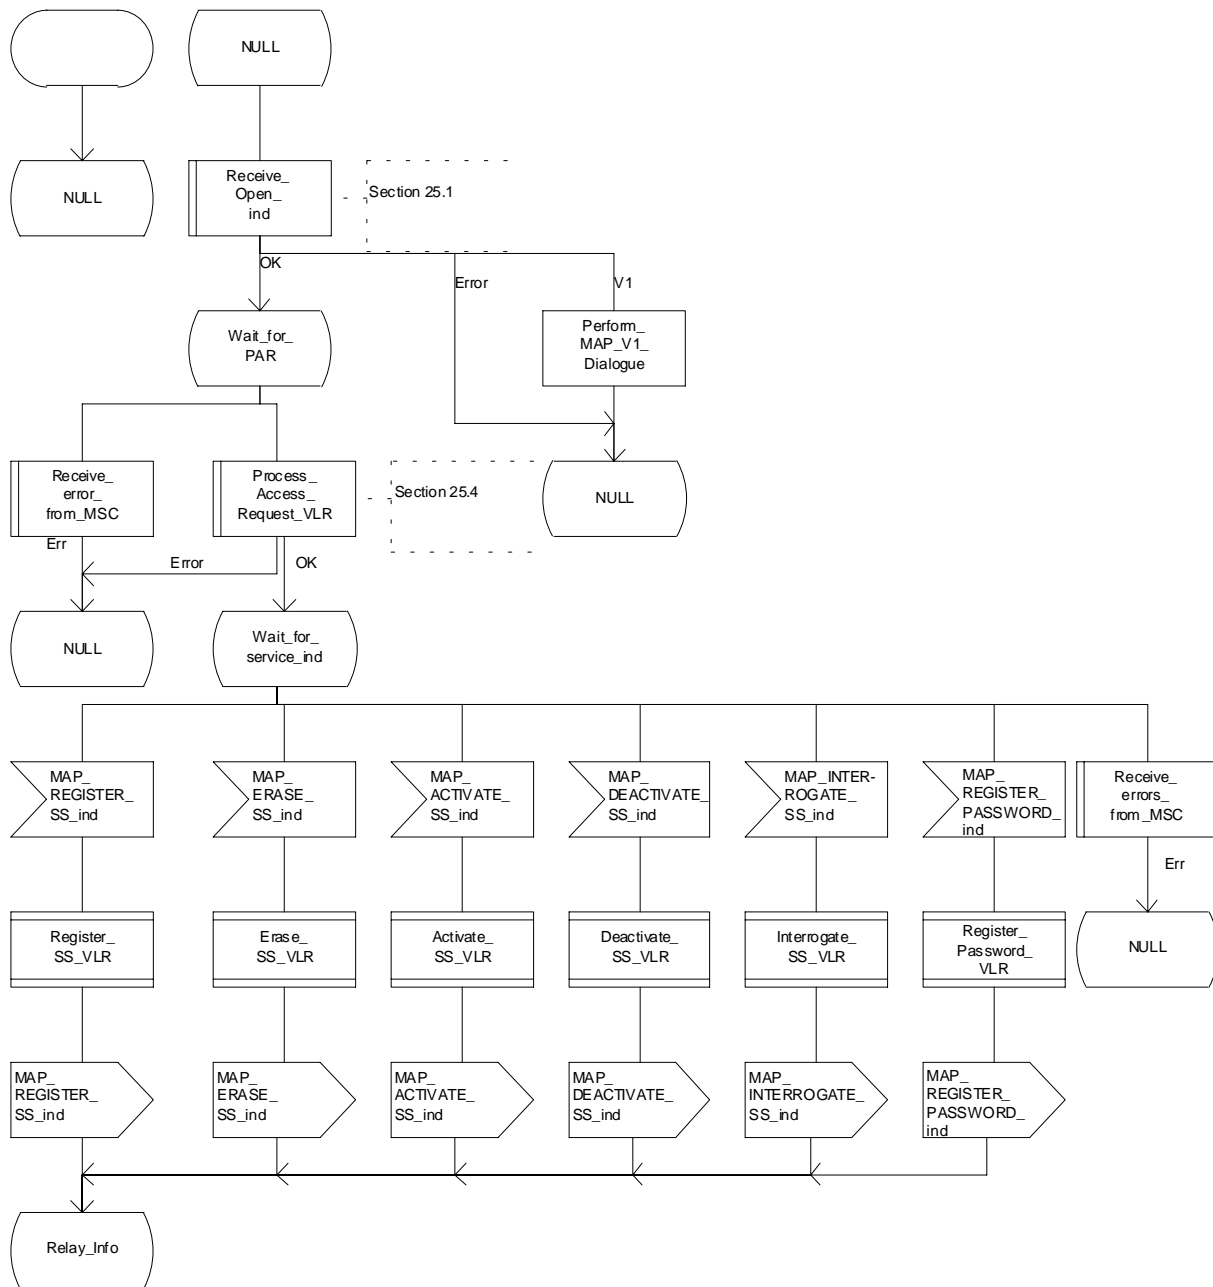 NULL
NULL
Receive_
Open_
ind
Section 25.1
OK
Error
V1
Wait_for_
PAR
Perform_
MAP_V1_
Dialogue
Receive_
error_
from_MSC
Process_
Access_
Request_VLR
Section 25.4
NULL
Err
Error
OK
NULL
Wait_for_
service_ind
MAP_
REGISTER_
SS_ind
MAP_
ERASE_
SS_ind
MAP_
ACTIVATE_
SS_ind
MAP_
DEACTIVATE_
SS_ind
MAP_INTER-
ROGATE_
SS_ind
MAP_
REGISTER_
PASSWORD_
ind
Receive_
errors_
from_MSC
Err
Register_
SS_VLR
Erase_
SS_VLR
Activate_
SS_VLR
Deactivate_
SS_VLR
Interrogate_
SS_VLR
Register_
Password_
VLR
NULL
MAP_
REGISTER_
SS_ind
MAP_
ERASE_
SS_ind
MAP_
ACTIVATE_
SS_ind
MAP_
DEACTIVATE_
SS_ind
MAP_
INTERROGATE_
SS_ind
MAP_
REGISTER_
PASSWORD_
ind
Relay_Info